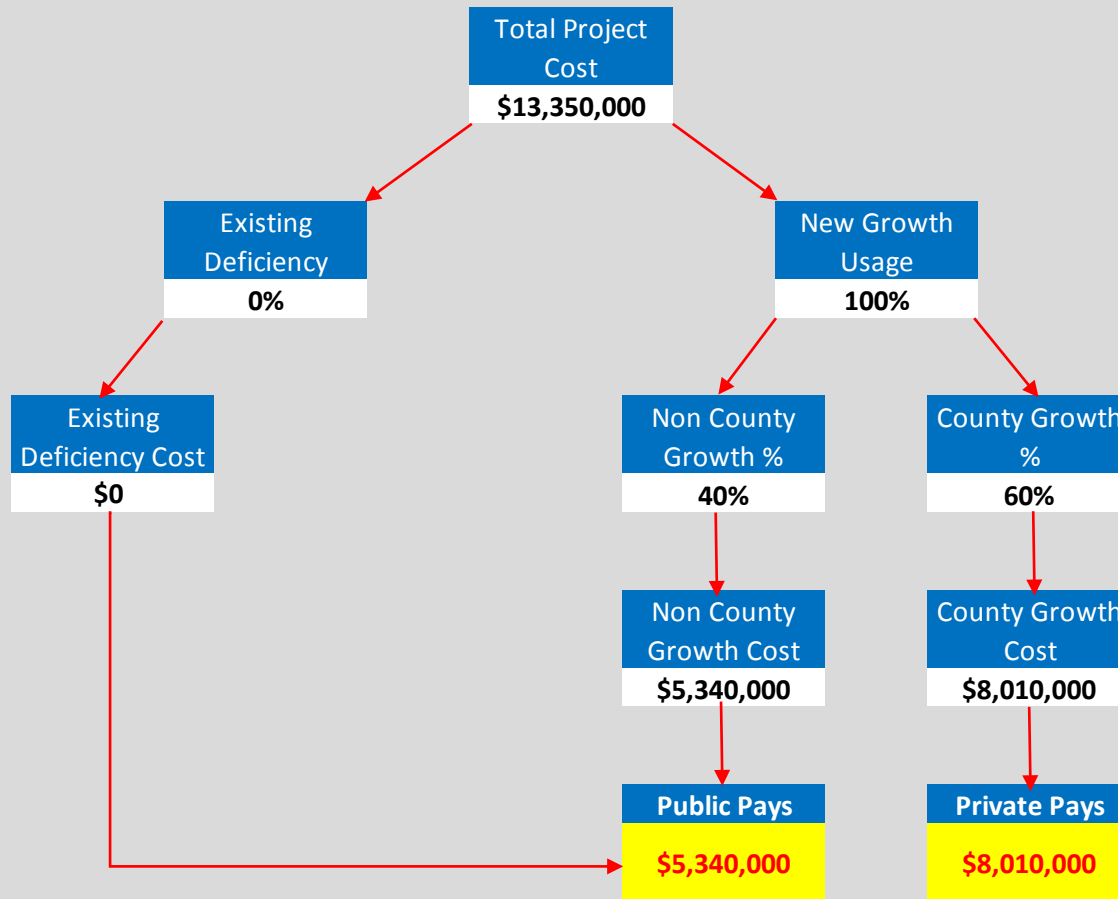 Total Project
Cost
$13,350,000
Existing
Deficiency
0%
New Growth
Usage
100%
Existing
Deficiency Cost
$0
Non County
Growth %
40%
County Growth
%
60%
Non County
Growth Cost
$5,340,000
County Growth
Cost
$8,010,000
Public Pays
$5,340,000
Private Pays
$8,010,000